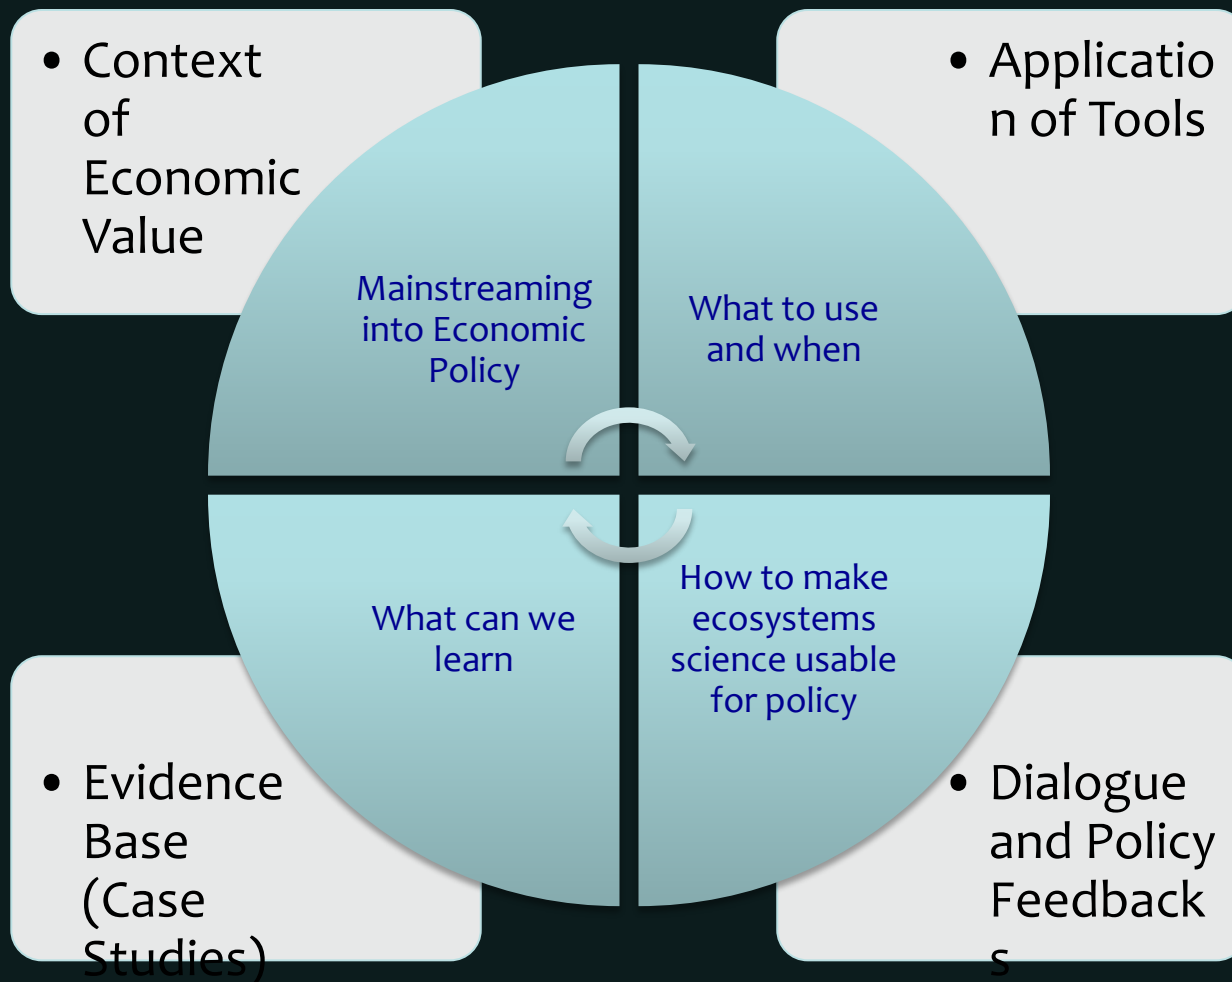 • Context
of
Economic
Value
• Applicatio
n of Tools
Mainstreaming
into Economic
Policy
What to use
and when
What can we
learn
How to make
ecosystems
science usable
for policy
• Evidence
Base
(Case
Studies)
• Dialogue
and Policy
Feedback
s